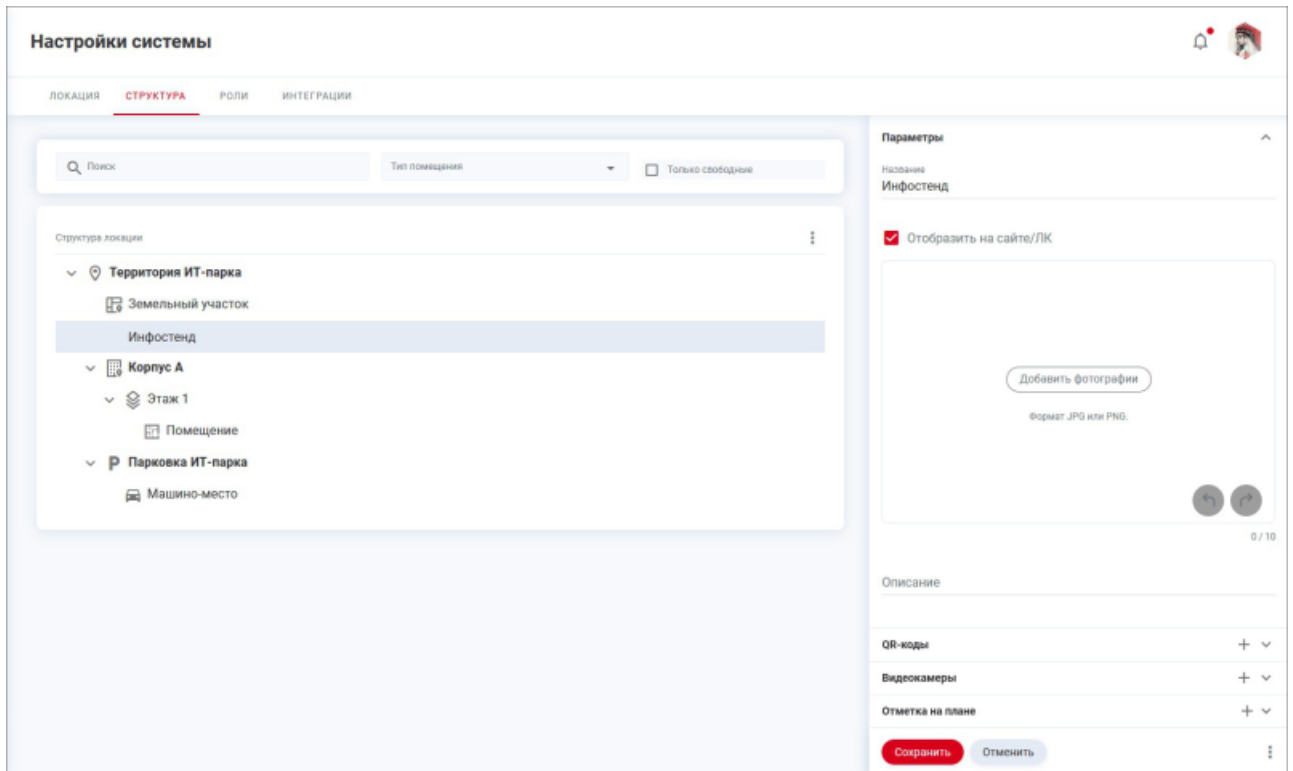 Настройки системы
ЛОКАЦИЯ СТРУКТУРА РОЛИ ИНТЕГРАЦИИ
Поиск Тип помещения Только свободные
Структура локации
Территория ИТ-парка
Земельный участок
Инфостенд
Корпус А
Этаж 1
Помещение
P Парковка ИТ-парка
Машино-место
Параметры
Название
Инфостенд
Отобразить на сайте/ЛК
Добавить фотографии
Формат JPG или PNG.
0 / 10
Описание
QR-коды
Видеокамеры
Отметка на плане
Сохранить Отменить